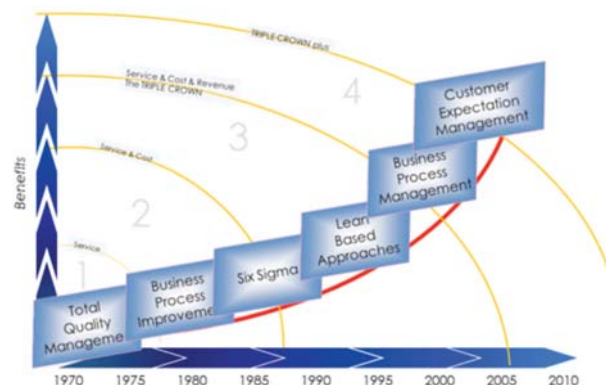 TRIPLE CROWN plus
Service & Cost & Revenue
The TRIPLE CROWN
4
3
Service & Cost
2
Service
1
Benefits
Customer
Expectation
Management
Business
Process
Management
Lean
Based
Approaches
Six Sigma
Business
Process
Improveme
Total
Quality
Manageme
1970
1975
1980
1985
1990
1995
2000
2005
2010